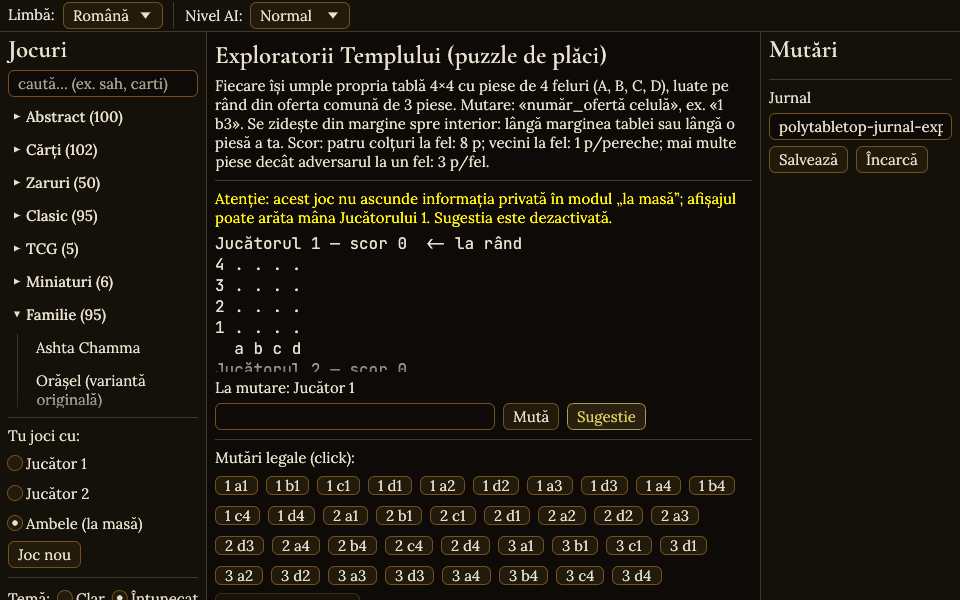 Limbă: Română ▼ Nivel AI: Normal ▼
Jocuri
caută... (ex. sah, carti)
▸ Abstract (100)
▸ Cărți (102)
▸ Zaruri (50)
▸ Clasic (95)
▸ TCG (5)
▸ Miniaturi (6)
▾ Familie (95)
Ashta Chamma
Orășel (variantă
originală)
Tu joci cu:
Jucător 1
Jucător 2
Ambele (la masă)
Joc nou
Temă: Clar Întunecat
Exploratorii Templului (puzzle de plăci)
Fiecare își umple propria tablă 4×4 cu piese de 4 feluri (A, B, C, D), luate pe
rând din oferta comună de 3 piese. Mutare: «număr_ofertă celulă», ex. «1
b3». Se zidește din margine spre interior: lângă marginea tablei sau lângă o
piesă a ta. Scor: patru colțuri la fel: 8 p; vecini la fel: 1 p/pereche; mai multe
piese decât adversarul la un fel: 3 p/fel.
Atenție: acest joc nu ascunde informația privată în modul „la masă”; afișajul
poate arăta mâna Jucătorului 1. Sugestia este dezactivată.
Jucătorul 1 — scor 0 ← la rând
4 . . . .
3 . . . .
2 . . . .
1 . . . .
a b c d
Jucătorul 2 — scor 0
La mutare: Jucător 1
Mută Sugestie
Mutări legale (click):
1 a1 1 b1 1 c1 1 d1 1 a2 1 d2 1 a3 1 d3 1 a4 1 b4
1 c4 1 d4 2 a1 2 b1 2 c1 2 d1 2 a2 2 d2 2 a3
2 d3 2 a4 2 b4 2 c4 2 d4 3 a1 3 b1 3 c1 3 d1
3 a2 3 d2 3 a3 3 d3 3 a4 3 b4 3 c4 3 d4
Mutări
Jurnal
polytabletop-jurnal-exp
Salvează Încarcă